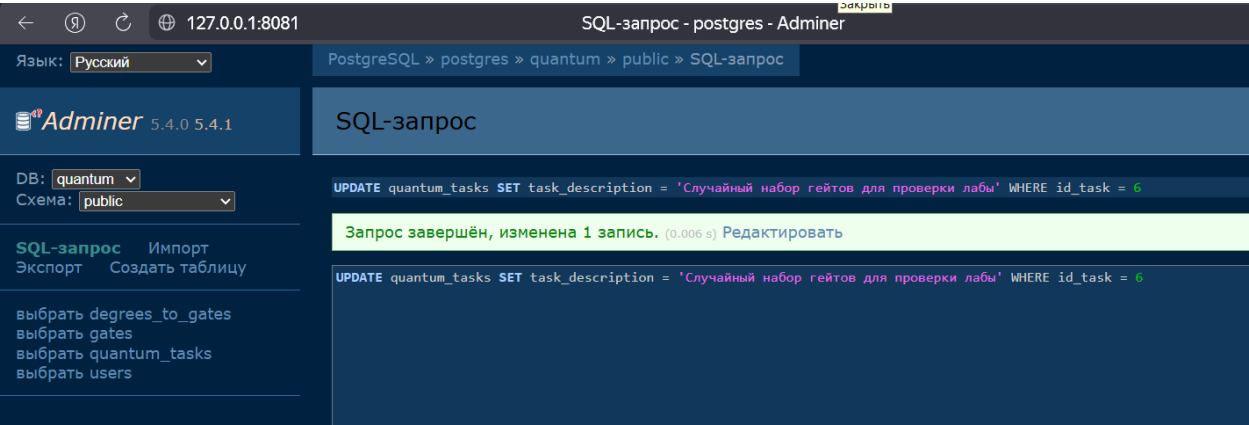 Закрыть
127.0.0.1:8081
SQL-запрос - postgres - Adminer
Язык: Русский
PostgreSQL » postgres » quantum » public » SQL-запрос
Adminer 5.4.0 5.4.1
SQL-запрос
DB: quantum
Схема: public
UPDATE quantum_tasks SET task_description = 'Случайный набор гейтов для проверки лабы' WHERE id_task = 6
Запрос завершён, изменена 1 запись. (0.006 s) Редактировать
SQL-запрос Импорт
Экспорт Создать таблицу
UPDATE quantum_tasks SET task_description = 'Случайный набор гейтов для проверки лабы' WHERE id_task = 6
выбрать degrees_to_gates
выбрать gates
выбрать quantum_tasks
выбрать users